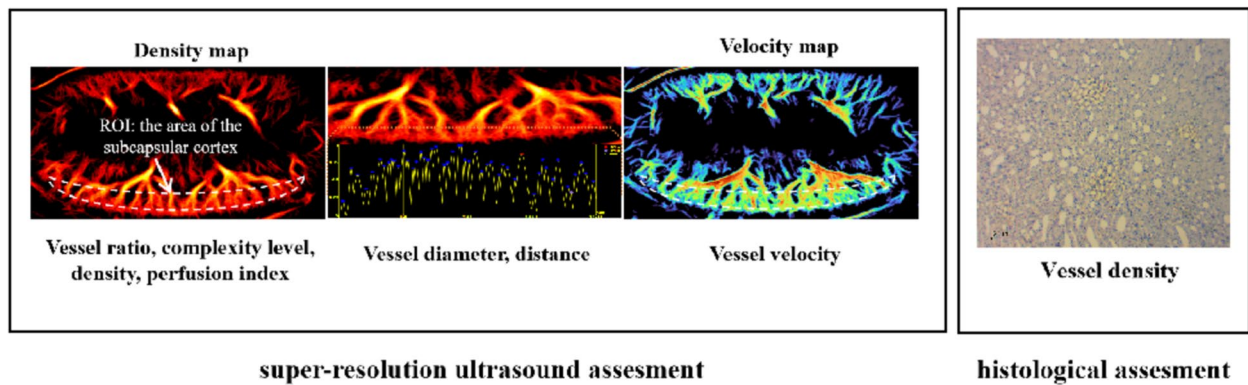 Density map
Velocity map
ROI: the area of the
subcapsular cortex
Vessel ratio, complexity level,
density, perfusion index
Vessel diameter, distance
Vessel velocity
Vessel density
super-resolution ultrasound assesment
histological assesment